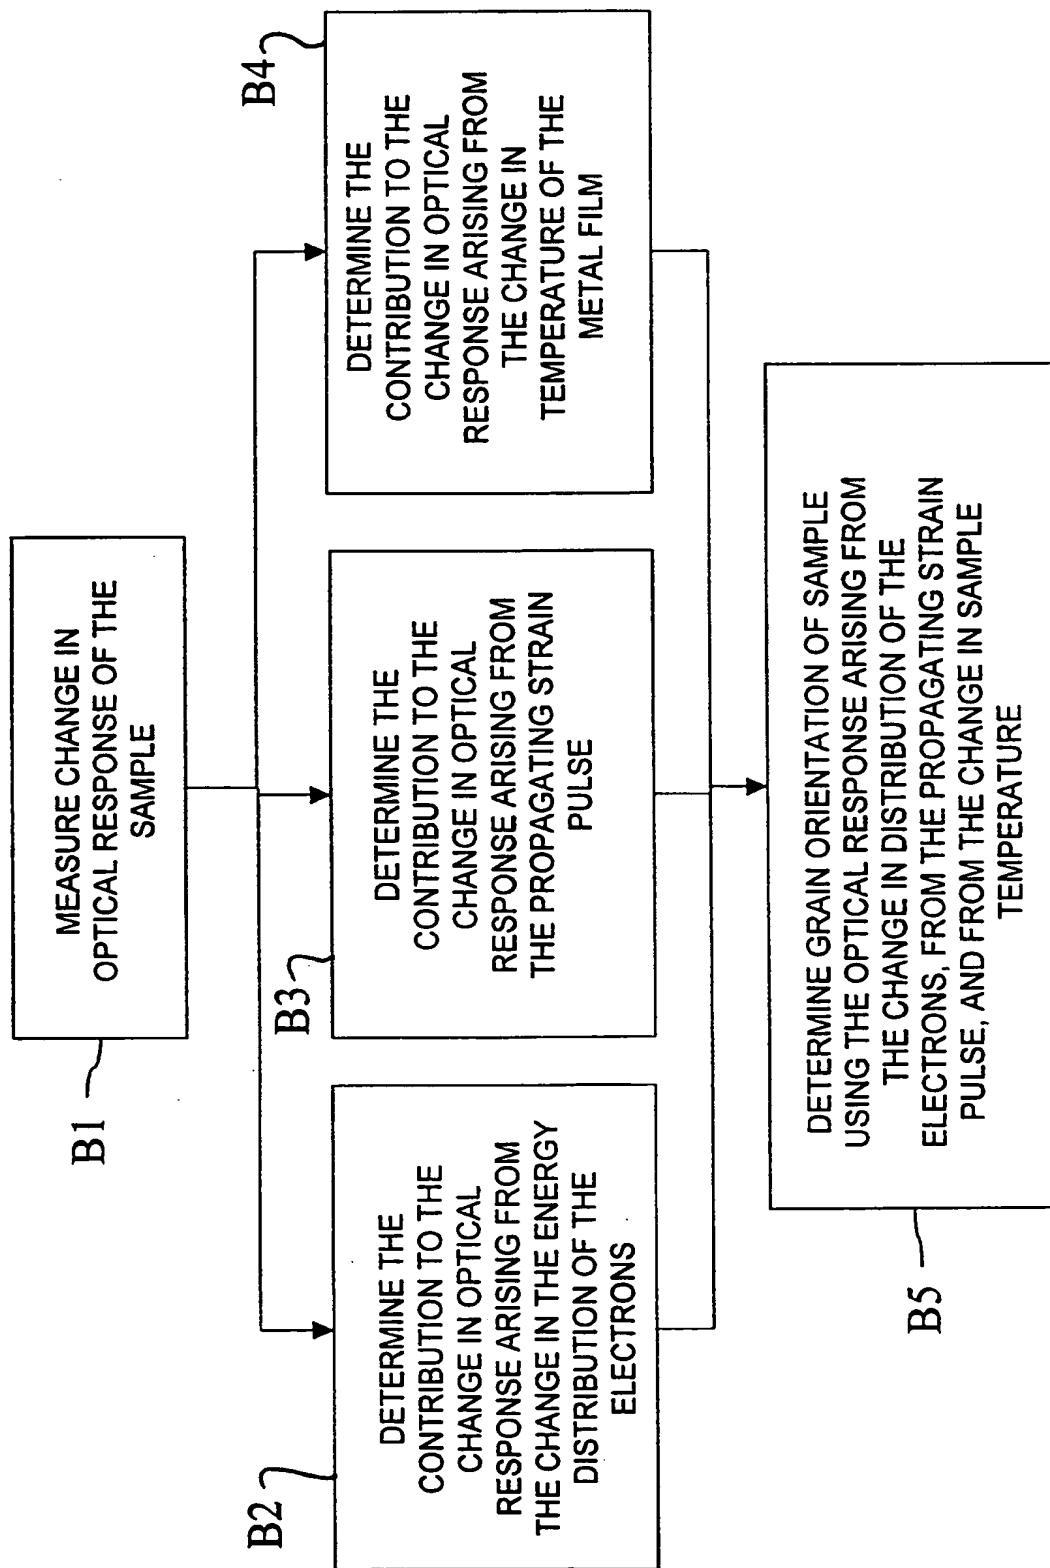 B1
MEASURE CHANGE IN
OPTICAL RESPONSE OF THE
SAMPLE
B2
DETERMINE THE
CONTRIBUTION TO THE
CHANGE IN OPTICAL
RESPONSE ARISING FROM
THE CHANGE IN THE ENERGY
DISTRIBUTION OF THE
ELECTRONS
B3
DETERMINE THE
CONTRIBUTION TO THE
CHANGE IN OPTICAL
RESPONSE ARISING FROM
THE PROPAGATING STRAIN
PULSE
B4
DETERMINE THE
CONTRIBUTION TO THE
CHANGE IN OPTICAL
RESPONSE ARISING FROM
THE CHANGE IN
TEMPERATURE OF THE
METAL FILM
B5
DETERMINE GRAIN ORIENTATION OF SAMPLE
USING THE OPTICAL RESPONSE ARISING FROM
THE CHANGE IN DISTRIBUTION OF THE
ELECTRONS, FROM THE PROPAGATING STRAIN
PULSE, AND FROM THE CHANGE IN SAMPLE
TEMPERATURE